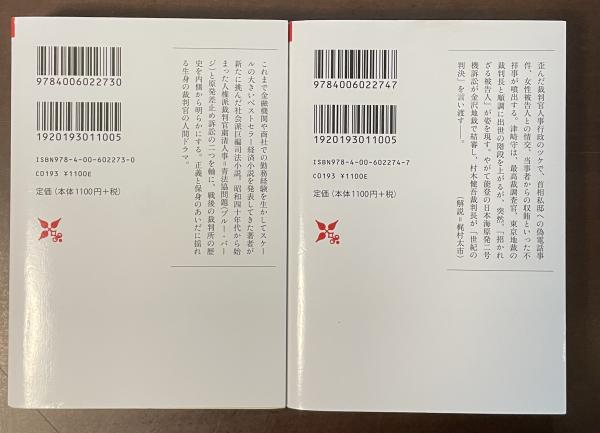 9784006022730
1920193011005
ISBN978-4-00-602273-0
C0193 ¥1100E
定価（本体1100円+税）
これまで金融機関や商社での勤務経験を生かしてスケー
ルの大きいベストセラー経済小説を発表してきた著者が
新たに挑んだ社会派巨編司法小説。昭和四十年代から始
まった人権派裁判官粛清人事＝青法協問題（ブルー・パー
ジ）と原発差止め訴訟の二つを軸に、戦後の裁判所の歴
史を内側から明らかにする。正義と保身のあいだに揺れ
る生身の裁判官の人間ドラマ。
9784006022747
1920193011005
ISBN978-4-00-602274-7
C0193 ¥1100E
定価（本体1100円+税）
歪んだ裁判官人事行政のツケで、首相私邸への偽電話事
件、女性被告人との情交、当事者からの収賄といった不
祥事が噴出する。津崎守は、最高裁調査官、東京地裁の
裁判長と順調に出世の階段を上るが、突然、「招かれ
ざる被告人」が姿を現す。やがて能登の日本海原発二号
機訴訟が金沢地裁で結審し、村木健吾裁判長が「世紀の
判決」を言い渡す――。（解説＝梶村太市）